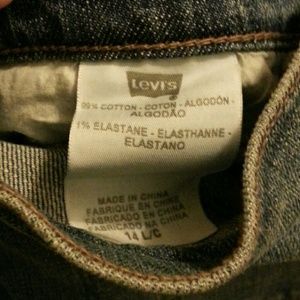 Levi's
®
99% COTTON - COTON - ALGODÓN -
ALGODÃO
1% ELASTANE - ELASTHANNE -
ELASTANO
MADE IN CHINA
FABRIQUE EN CHINE
FABRICADO EN CHINA
FABRICADO NA CHINA
14 L/C